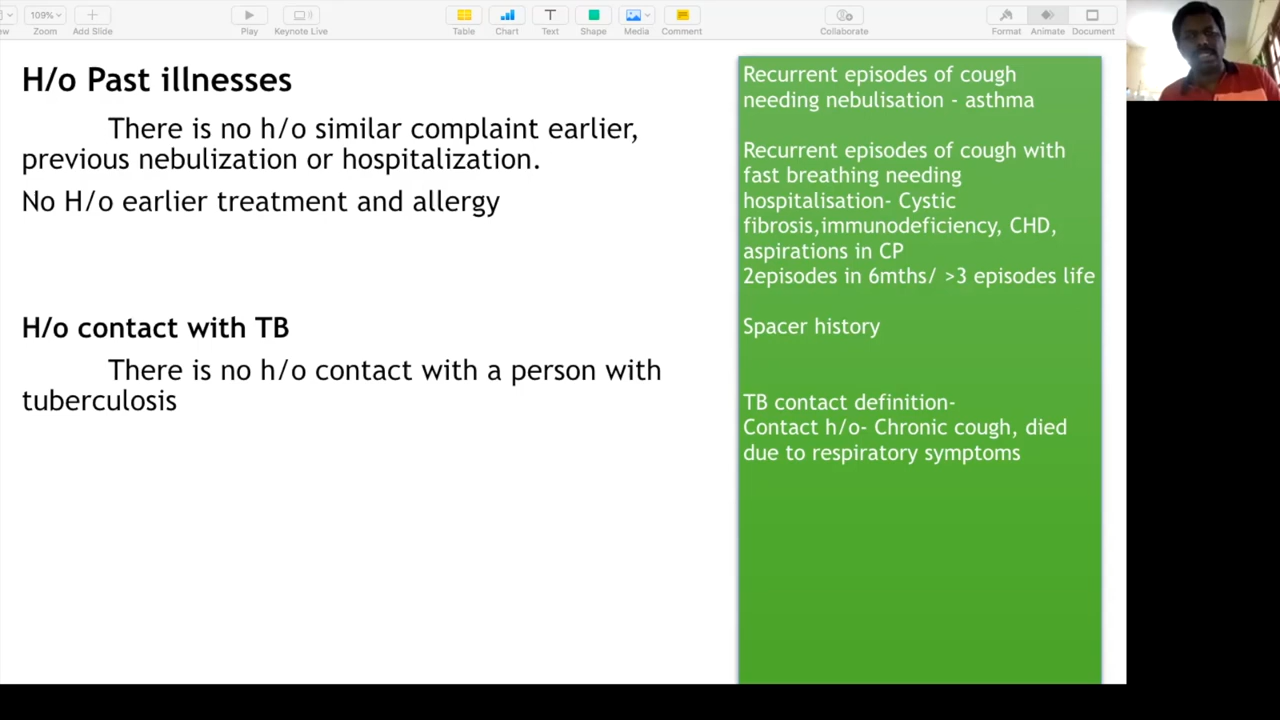 ew
109%
Zoom
Add Slide
Play
Keynote Live
Table
Chart
Text
Shape
Media
Comment
Collaborate
Format
Animate
Document
H/o Past illnesses
There is no h/o similar complaint earlier,
previous nebulization or hospitalization.
No H/o earlier treatment and allergy
H/o contact with TB
There is no h/o contact with a person with
tuberculosis
Recurrent episodes of cough
needing nebulisation - asthma
Recurrent episodes of cough with
fast breathing needing
hospitalisation- Cystic
fibrosis,immunodeficiency, CHD,
aspirations in CP
2episodes in 6mths/ >3 episodes life
Spacer history
TB contact definition-
Contact h/o- Chronic cough, died
due to respiratory symptoms